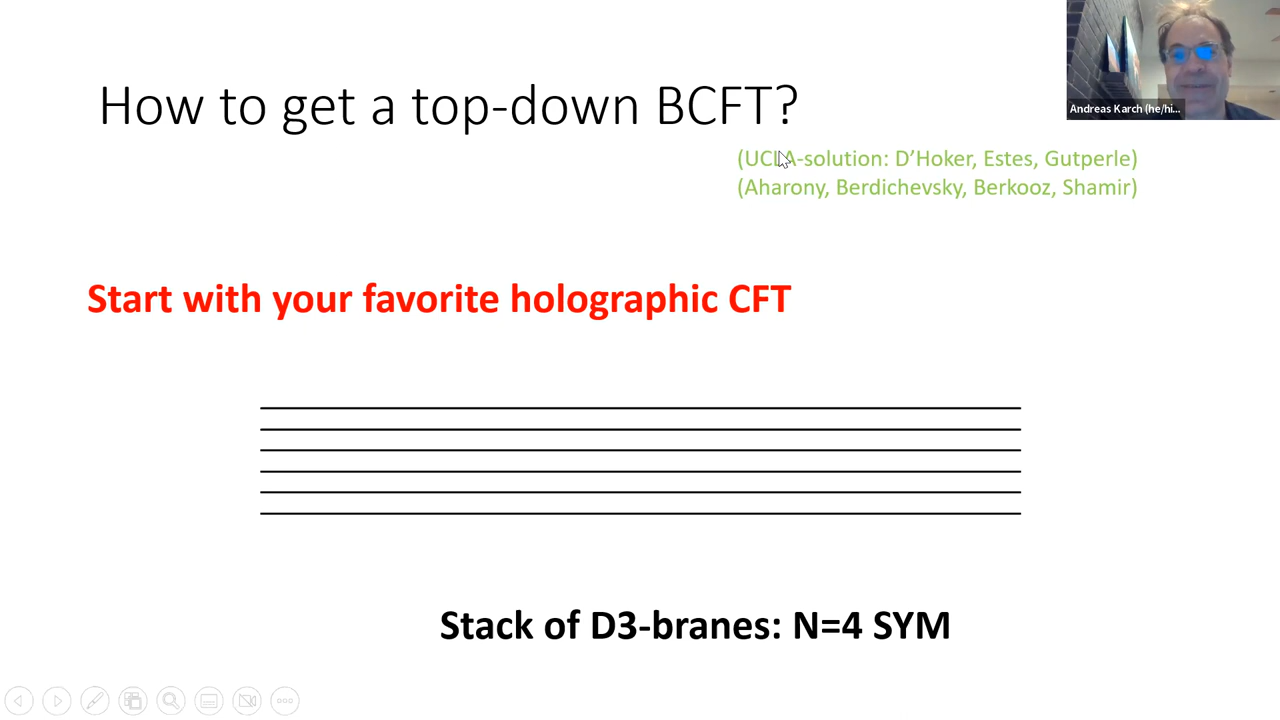 How to get a top-down BCFT?
Andreas Karch (he/hi...
(UCLA-solution: D’Hoker, Estes, Gutperle)
(Aharony, Berdichevsky, Berkooz, Shamir)
Start with your favorite holographic CFT
Stack of D3-branes: N=4 SYM